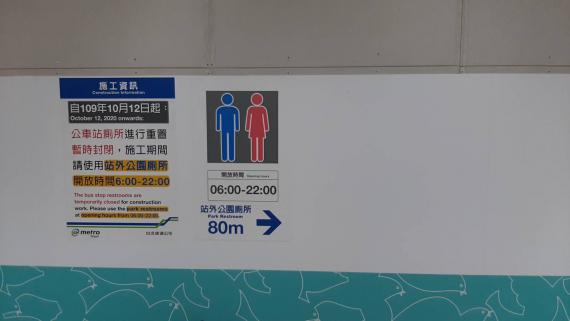 施工資訊
Construction Information
自109年10月12日起：
October 12, 2020 onwards:
公車站廁所進行重置
暫時封閉，施工期間
請使用站外公園廁所
開放時間6:00-22:00
The bus stop restrooms are
temporarily closed for construction
work. Please use the park restrooms
at opening hours from 06:00-22:00.
metro
Taipei
開放時間 Opening hours
06:00-22:00
站外公園廁所
Park Restroom
80m